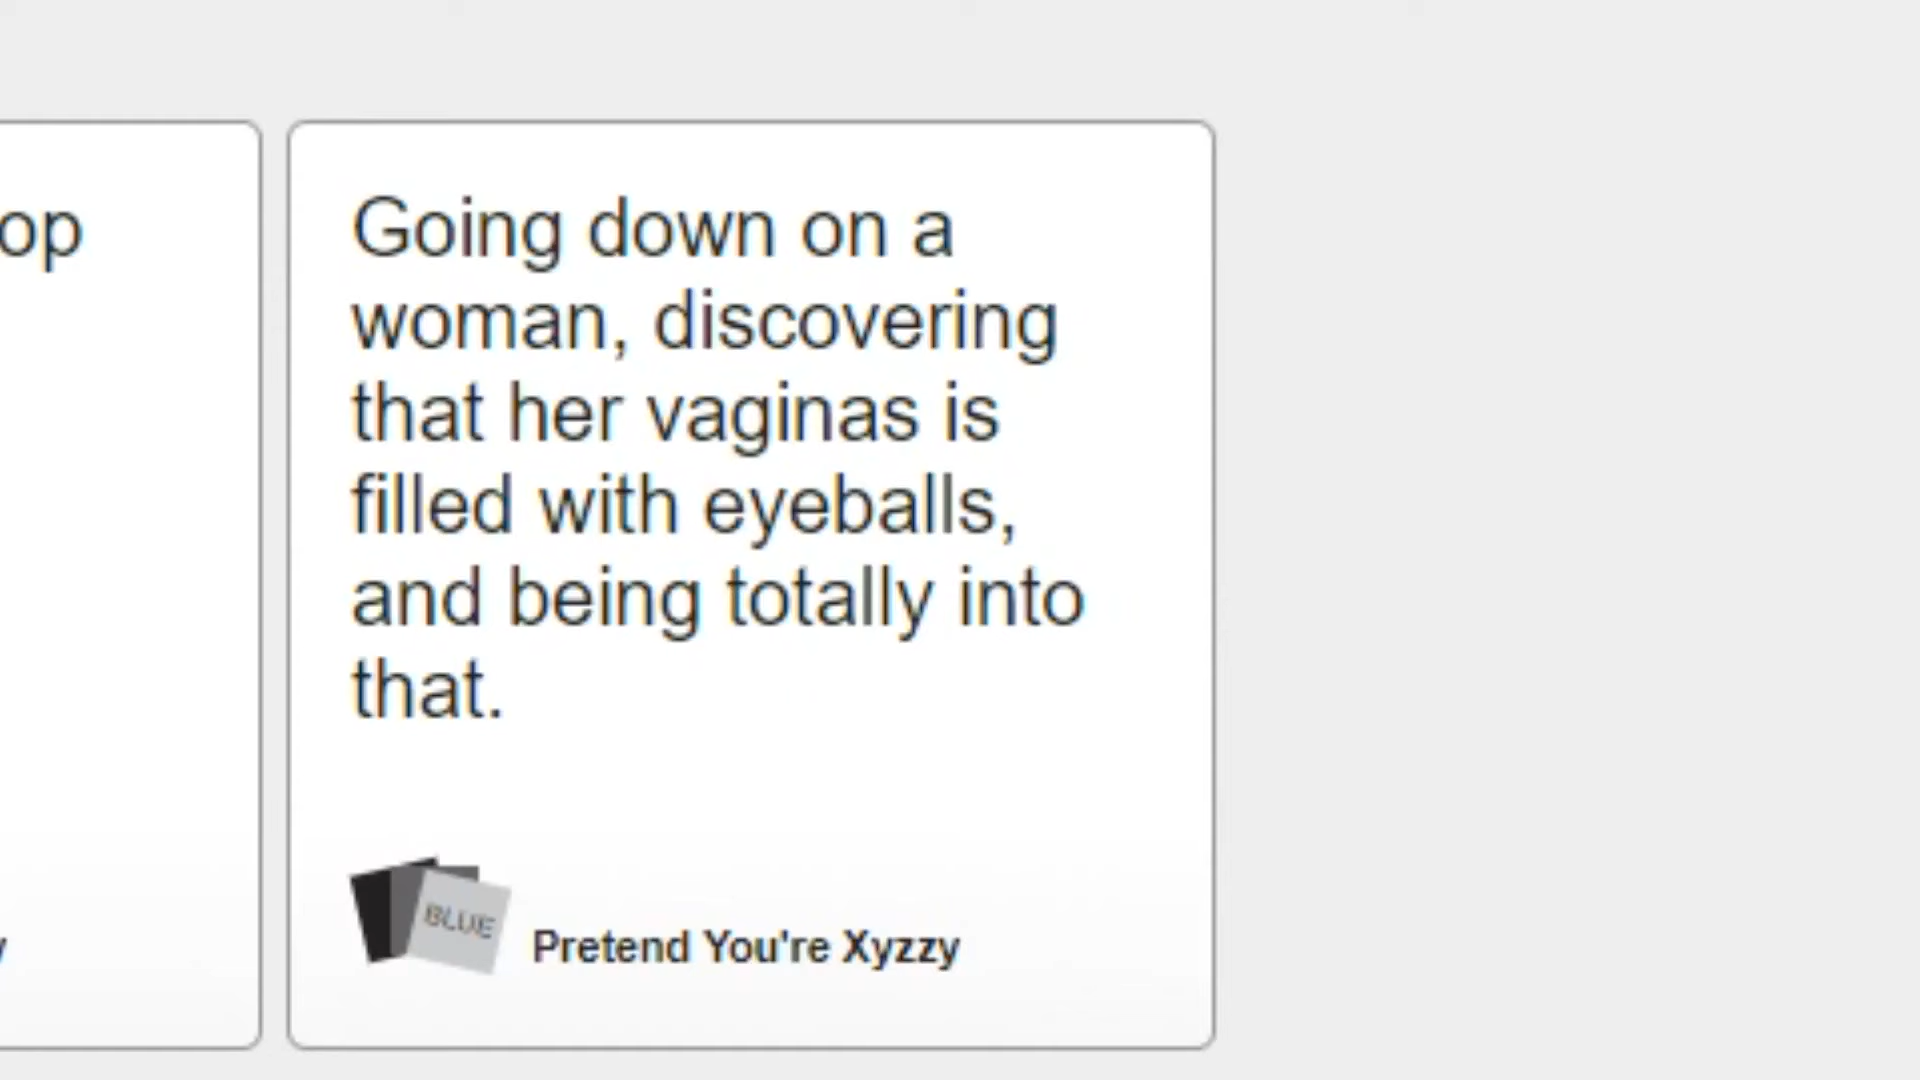 op
Going down on a
woman, discovering
that her vaginas is
filled with eyeballs,
and being totally into
that.
BLUE
Pretend You're Xyzzy
y